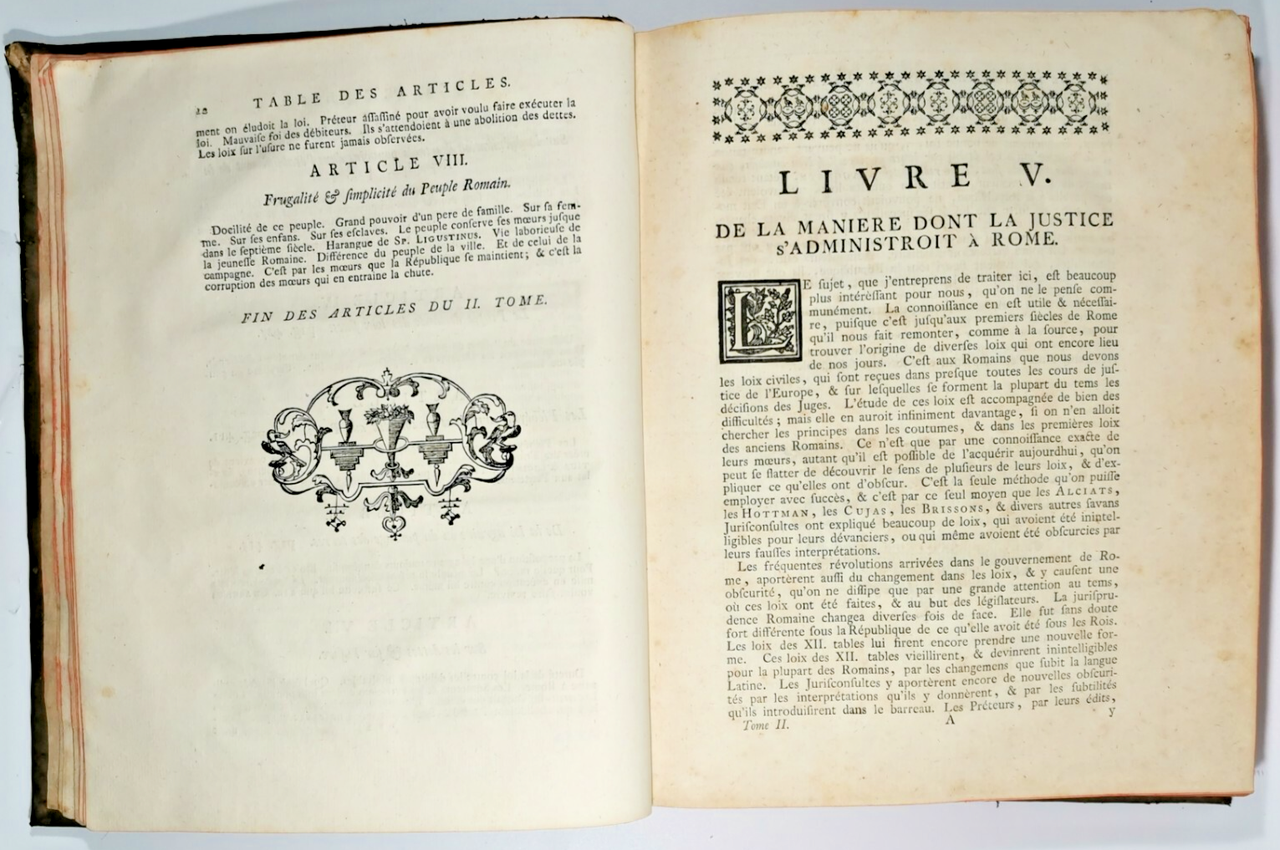 20 TABLE DES ARTICLES.
ment on éludoit la loi. Préteur aſſaſſiné pour avoir voulu faire exécuter la
loi. Mauvaiſe foi des débiteurs. Ils s'attendoient à une abolition des dettes.
Les loix ſur l'uſure ne furent jamais obſervées.
ARTICLE VIII.
Frugalité & ſimplicité du Peuple Romain.
Docilité de ce peuple. Grand pouvoir d'un pere de famille. Sur ſa fem-
me. Sur ſes enfans. Sur ſes eſclaves. Le peuple conſerve ſes mœurs juſque
dans le ſeptième ſiècle. Harangue de SP. LIGUSTINUS. Vie laborieuſe de
la jeuneſſe Romaine. Différence du peuple de la ville. Et de celui de la
campagne. C'eſt par les mœurs que la République ſe maintient; & c'eſt la
corruption des mœurs qui en entraine la chute.
FIN DES ARTICLES DU II. TOME.
LIVRE V.
DE LA MANIERE DONT LA JUSTICE
S'ADMINISTROIT À ROME.
LE ſujet, que j'entreprens de traiter ici, eſt beaucoup
plus intérèſſant pour nous, qu'on ne le penſe com-
munément. La connoiſſance en eſt utile & néceſſai-
re, puiſque c'eſt juſqu'aux premiers ſiècles de Rome
qu'il nous fait remonter, comme à la ſource, pour
trouver l'origine de diverſes loix qui ont encore lieu
de nos jours. C'eſt aux Romains que nous devons
les loix civiles, qui ſont reçues dans preſque toutes les cours de juſ-
tice de l'Europe, & ſur leſquelles ſe forment la plupart du tems les
déciſions des Juges. L'étude de ces loix eſt accompagnée de bien des
difficultés; mais elle en auroit infiniment davantage, ſi on n'en alloit
chercher les principes dans les coutumes, & dans les premières loix
des anciens Romains. Ce n'eſt que par une connoiſſance exacte de
leurs mœurs, autant qu'il eſt poſſible de l'acquérir aujourdhui, qu'on
peut ſe flatter de découvrir le ſens de pluſieurs de leurs loix, & d'ex-
pliquer ce qu'elles ont d'obſcur. C'eſt la ſeule méthode qu'on puiſſe
employer avec ſuccès, & c'eſt par ce ſeul moyen que les ALCIATS,
les HOTTMAN, les CUJAS, les BRISSONS, & divers autres ſavans
Juriſconſultes ont expliqué beaucoup de loix, qui avoient été inintel-
ligibles pour leurs dévanciers, ou qui même avoient été obſcurcies par
leurs fauſſes interprétations.
Les fréquentes révolutions arrivées dans le gouvernement de Ro-
me, aportèrent auſſi du changement dans les loix, & y cauſent une
obſcurité, qu'on ne diſſipe que par une grande attention au tems,
où ces loix ont été faites, & au but des légiſlateurs. La juriſpru-
dence Romaine changea diverſes fois de face. Elle fut ſans doute
fort différente ſous la République de ce qu'elle avoit été ſous les Rois.
Les loix des XII. tables lui firent encore prendre une nouvelle for-
me. Ces loix des XII. tables vieillirent, & devinrent inintelligibles
pour la plupart des Romains, par les changemens que ſubit la langue
Latine. Les Juriſconſultes y aportèrent encore de nouvelles obſcuri-
tés par les interprétations qu'ils y donnèrent, & par les ſubtilités
qu'ils introduiſirent dans le barreau. Les Préteurs, par leurs édits,
Tome II. A y